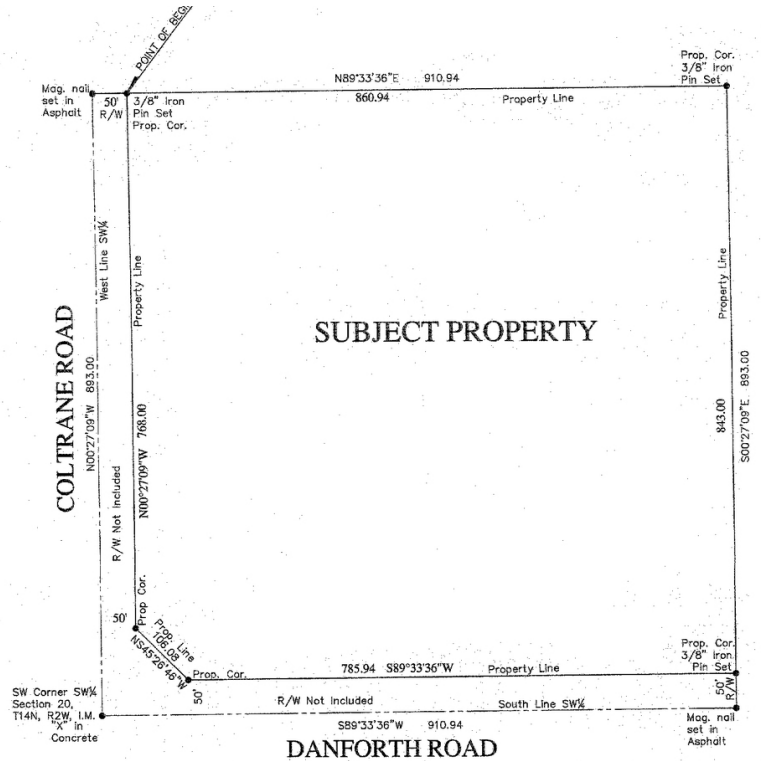 POINT OF BEGI
N89°33'36"E 910.94
860.94
Property Line
Prop. Cor.
3/8" Iron
Pin Set
Mag. nail
set in
Asphalt
50'
R/W
3/8" Iron
Pin Set
Prop. Cor.
West Line SW¼
Property Line
SUBJECT PROPERTY
Property Line
COLTRANE ROAD
N00°27'09"W 893.00
N00°27'09"W 768.00
843.00
S00°27'09"E 893.00
R/W Not Included
50'
Prop Cor.
Prop. Line
106.08
NS45°26'46"W
Prop. Cor.
785.94 S89°33'36"W
Property Line
Prop. Cor.
3/8" Iron
Pin Set
50'
R/W Not Included
South Line SW¼
50'
R/W
SW Corner SW¼
Section 20,
T14N, R2W, I.M.
"X" in
Concrete
S89°33'36"W 910.94
Mag. nail
set in
Asphalt
DANFORTH ROAD